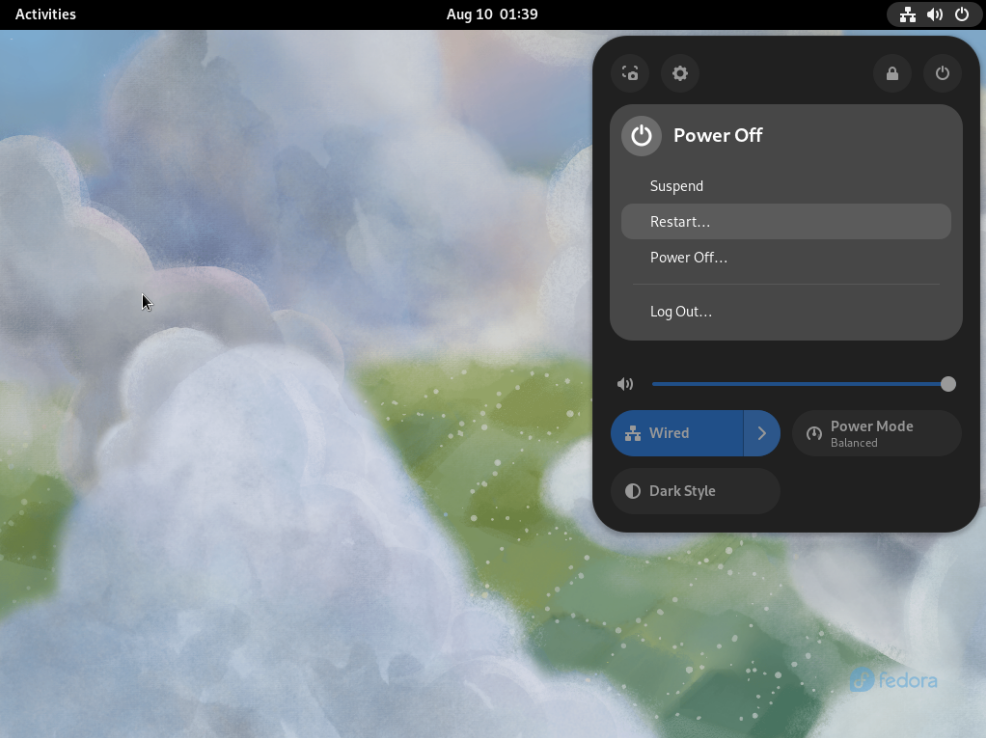 Activities
Aug 10 01:39
Power Off
Suspend
Restart...
Power Off...
Log Out...
Wired
Power Mode
Balanced
Dark Style
fedora